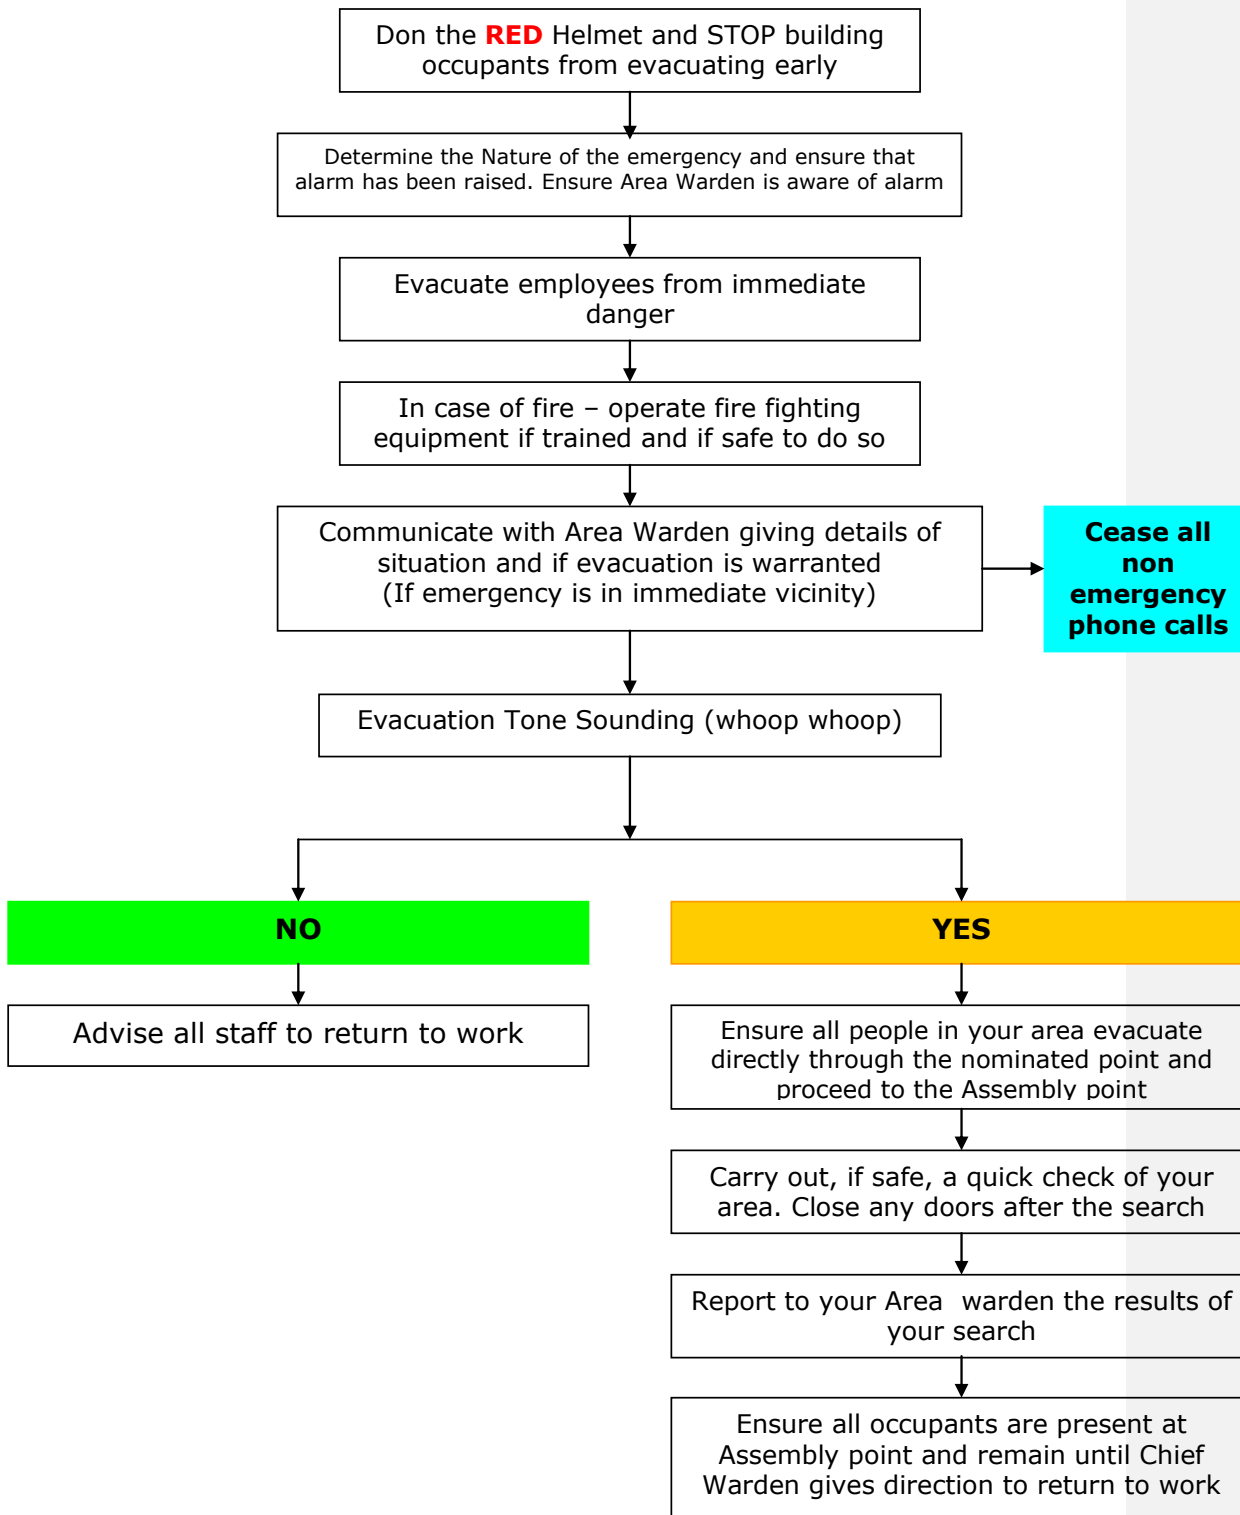 Don the RED Helmet and STOP building
occupants from evacuating early
Determine the Nature of the emergency and ensure that
alarm has been raised. Ensure Area Warden is aware of alarm
Evacuate employees from immediate
danger
In case of fire – operate fire fighting
equipment if trained and if safe to do so
Communicate with Area Warden giving details of
situation and if evacuation is warranted
(If emergency is in immediate vicinity)
Cease all
non
emergency
phone calls
Evacuation Tone Sounding (whoop whoop)
NO
Advise all staff to return to work
YES
Ensure all people in your area evacuate
directly through the nominated point and
proceed to the Assembly point
Carry out, if safe, a quick check of your
area. Close any doors after the search
Report to your Area  warden the results of
your search
Ensure all occupants are present at
Assembly point and remain until Chief
Warden gives direction to return to work